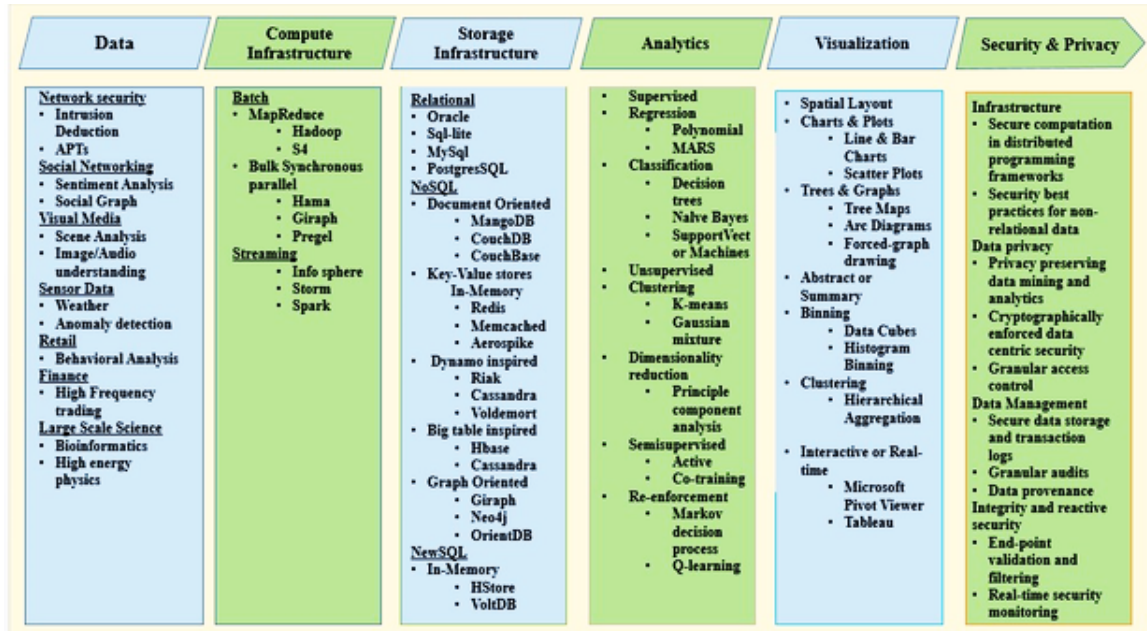 Data
Compute
Infrastructure
Storage
Infrastructure
Analytics
Visualization
Security & Privacy
Network security
• Intrusion
Deduction
• APTs
Social Networking
• Sentiment Analysis
• Social Graph
Visual Media
• Scene Analysis
• Image/Audio
understanding
Sensor Data
• Weather
• Anomaly detection
Retail
• Behavioral Analysis
Finance
• High Frequency
trading
Large Scale Science
• Bioinformatics
• High energy
physics
Batch
• MapReduce
• Hadoop
• S4
• Bulk Synchronous
parallel
• Hama
• Giraph
• Pregel
Streaming
• Info sphere
• Storm
• Spark
Relational
• Oracle
• Sql-lite
• MySql
• PostgresSQL
NoSQL
• Document Oriented
• MangoDB
• CouchDB
• CouchBase
• Key-Value stores
In-Memory
• Redis
• Memcached
• Aerospike
• Dynamo inspired
• Riak
• Cassandra
• Voldemort
• Big table inspired
• Hbase
• Cassandra
• Graph Oriented
• Giraph
• Neo4j
• OrientDB
NewSQL
• In-Memory
• HStore
• VoltDB
• Supervised
• Regression
• Polynomial
• MARS
• Classification
• Decision
trees
• Nalve Bayes
• SupportVect
or Machines
• Unsupervised
• Clustering
• K-means
• Gaussian
mixture
• Dimensionality
reduction
• Principle
component
analysis
• Semisupervised
• Active
• Co-training
• Re-enforcement
• Markov
decision
process
• Q-learning
• Spatial Layout
• Charts & Plots
• Line & Bar
Charts
• Scatter Plots
• Trees & Graphs
• Tree Maps
• Arc Diagrams
• Forced-graph
drawing
• Abstract or
Summary
• Binning
• Data Cubes
• Histogram
Binning
• Clustering
• Hierarchical
Aggregation
• Interactive or Real-
time
• Microsoft
Pivot Viewer
• Tableau
Infrastructure
• Secure computation
in distributed
programming
frameworks
• Security best
practices for non-
relational data
Data privacy
• Privacy preserving
data mining and
analytics
• Cryptographically
enforced data
centric security
• Granular access
control
Data Management
• Secure data storage
and transaction
logs
• Granular audits
• Data provenance
Integrity and reactive
security
• End-point
validation and
filtering
• Real-time security
monitoring